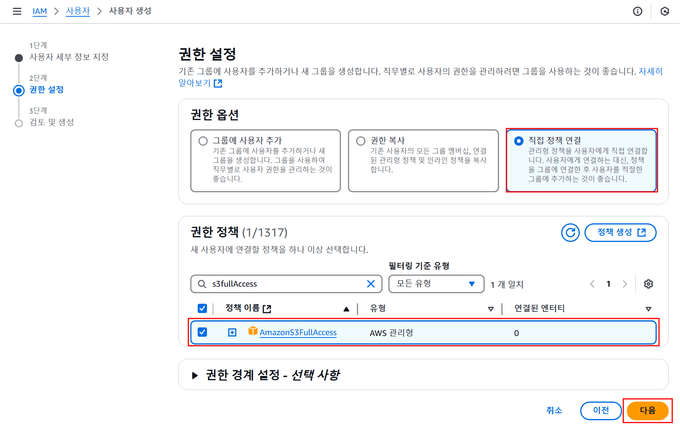 IAM > 사용자 > 사용자 생성
1단계
사용자 세부 정보 지정
2단계
권한 설정
3단계
검토 및 생성
권한 설정
기존 그룹에 사용자를 추가하거나 새 그룹을 생성합니다. 직무별로 사용자의 권한을 관리하려면 그룹을 사용하는 것이 좋습니다. 자세히
알아보기
권한 옵션
그룹에 사용자 추가
기존 그룹에 사용자를 추가하거나 새
그룹을 생성합니다. 그룹을 사용하여
직무별로 사용자 권한을 관리하는 것이
좋습니다.
권한 복사
기존 사용자의 모든 그룹 멤버십, 연결
된 관리형 정책 및 인라인 정책을 복사
합니다.
직접 정책 연결
관리형 정책을 사용자에게 직접 연결합
니다. 사용자에게 연결하는 대신, 정책
을 그룹에 연결한 후 사용자를 적절한
그룹에 추가하는 것이 좋습니다.
권한 정책 (1/1317)
정책 생성
새 사용자에 연결할 정책을 하나 이상 선택합니다.
필터링 기준 유형
s3fullAccess
모든 유형
1 개 일치
1
정책 이름
유형
연결된 엔터티
AmazonS3FullAccess
AWS 관리형
0
권한 경계 설정 - 선택 사항
취소
이전
다음